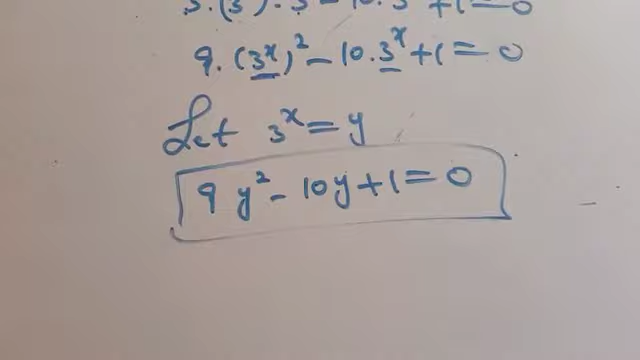 9.(3^x)^2 - 10.3^x + 1 = 0
Let 3^x = y
9y^2 - 10y + 1 = 0